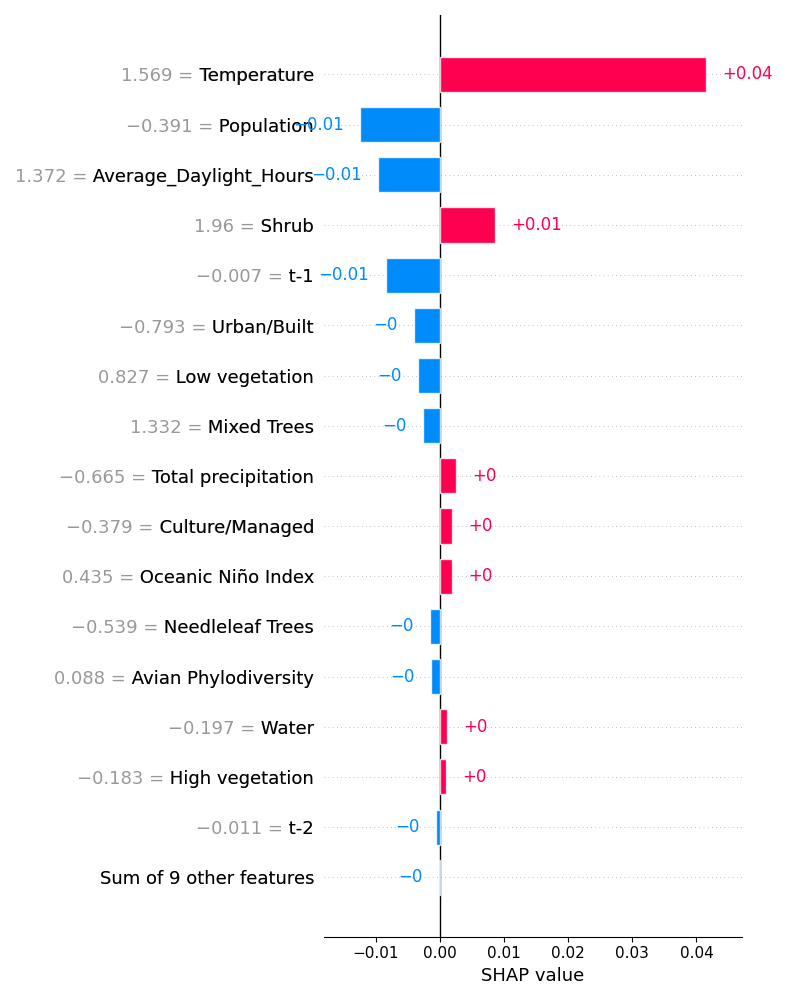 1.569 = Temperature +0.04
−0.391 = Population −0.01
1.372 = Average_Daylight_Hours −0.01
1.96 = Shrub +0.01
−0.007 = t-1 −0.01
−0.793 = Urban/Built −0
0.827 = Low vegetation −0
1.332 = Mixed Trees −0
−0.665 = Total precipitation +0
−0.379 = Culture/Managed +0
0.435 = Oceanic Niño Index +0
−0.539 = Needleleaf Trees −0
0.088 = Avian Phylodiversity −0
−0.197 = Water +0
−0.183 = High vegetation +0
−0.011 = t-2 −0
Sum of 9 other features −0
−0.01 0.00 0.01 0.02 0.03 0.04
SHAP value